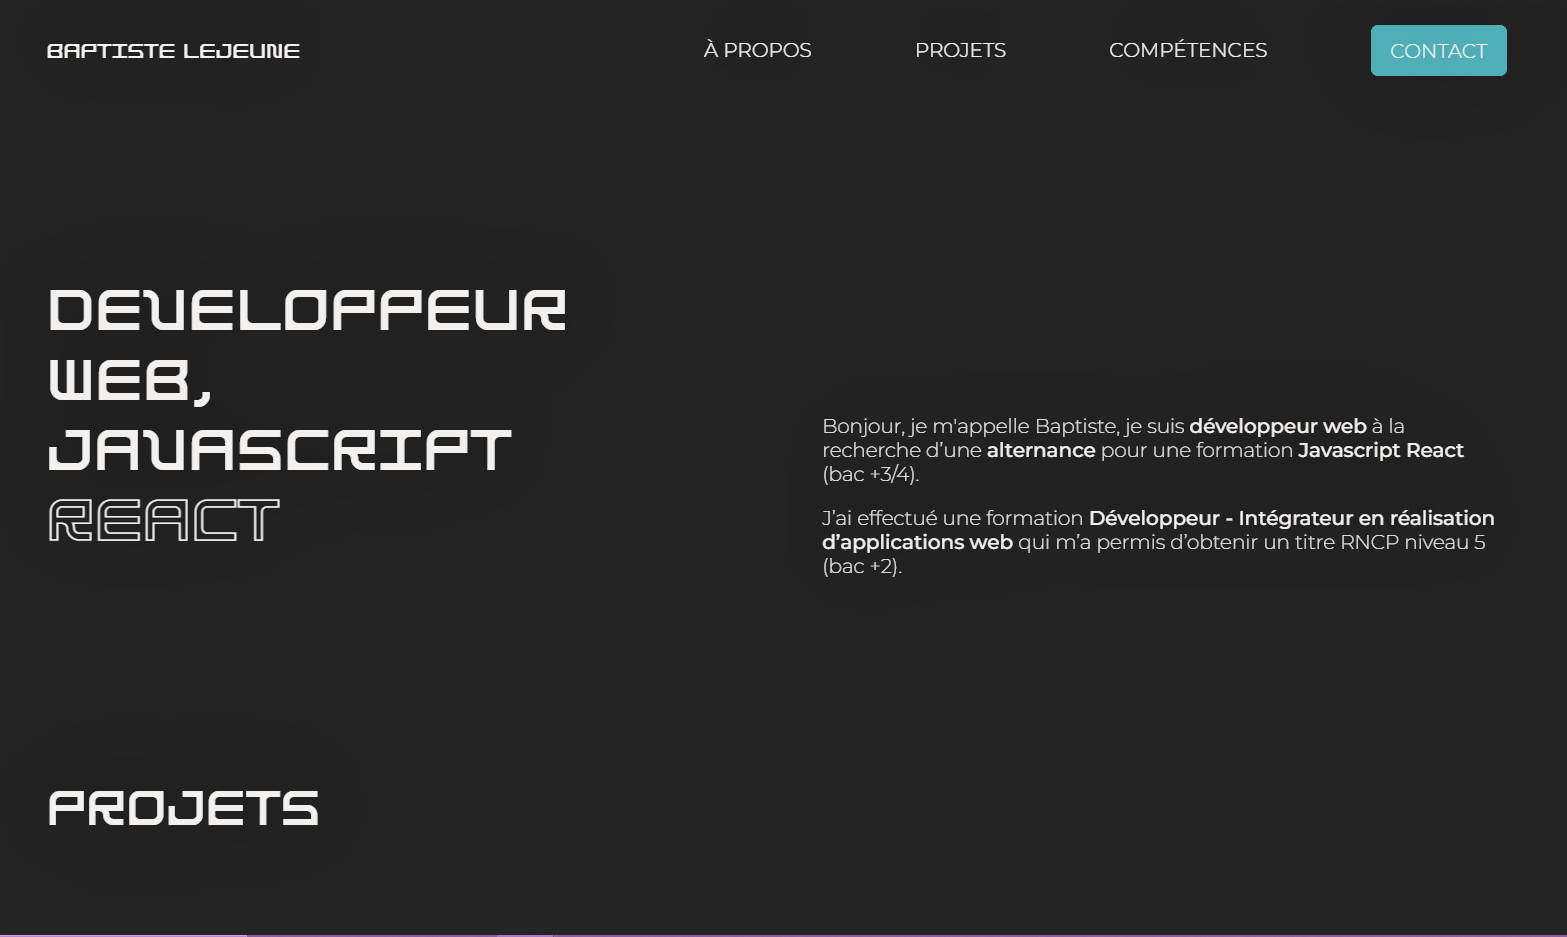 BAPTISTE LEJEUNE
À PROPOS
PROJETS
COMPÉTENCES
CONTACT
DEVELOPPEUR
WEB,
JAVASCRIPT
REACT
Bonjour, je m'appelle Baptiste, je suis développeur web à la
recherche d’une alternance pour une formation Javascript React
(bac +3/4).
J’ai effectué une formation Développeur - Intégrateur en réalisation
d’applications web qui m’a permis d’obtenir un titre RNCP niveau 5
(bac +2).
PROJETS